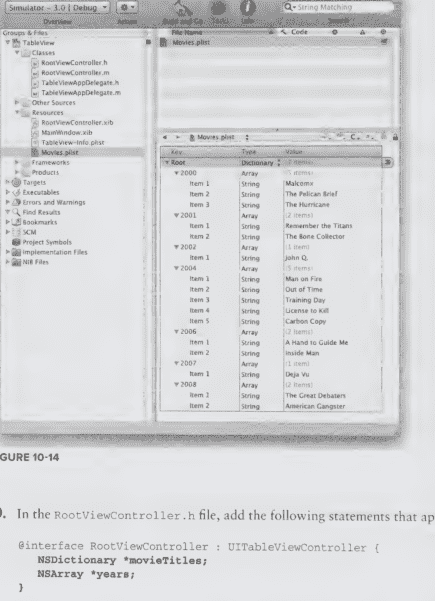 Simulator - 3.0 | Debug
String Matching
Overview Action Build and Go Tasks Info Search
Groups & Files
TableView
Classes
RootViewController.h
RootViewController.m
TableViewAppDelegate.h
TableViewAppDelegate.m
Other Sources
Resources
RootViewController.xib
MainWindow.xib
TableView-Info.plist
Movies.plist
Frameworks
Products
Targets
Executables
Errors and Warnings
Find Results
Bookmarks
SCM
Project Symbols
Implementation Files
NIB Files
File Name Code
Movies.plist
Movies.plist
Key Type Value
Root Dictionary (7 items)
2000 Array (3 items)
Item 1 String Malcome
Item 2 String The Pelican Brief
Item 3 String The Hurricane
2001 Array (2 items)
Item 1 String Remember the Titans
Item 2 String The Bone Collector
2002 Array (1 item)
Item 1 String John Q.
2004 Array (5 items)
Item 1 String Man on Fire
Item 2 String Out of Time
Item 3 String Training Day
Item 4 String License to Kill
Item 5 String Carbon Copy
2006 Array (2 items)
Item 1 String A Hand to Guide Me
Item 2 String Inside Man
2007 Array (1 item)
Item 1 String Deja Vu
2008 Array (2 items)
Item 1 String The Great Debaters
Item 2 String American Gangster
GURE 10-14
. In the RootViewController.h file, add the following statements that ap
@interface RootViewController : UITableViewController {
NSDictionary *movieTitles;
NSArray *years;
}